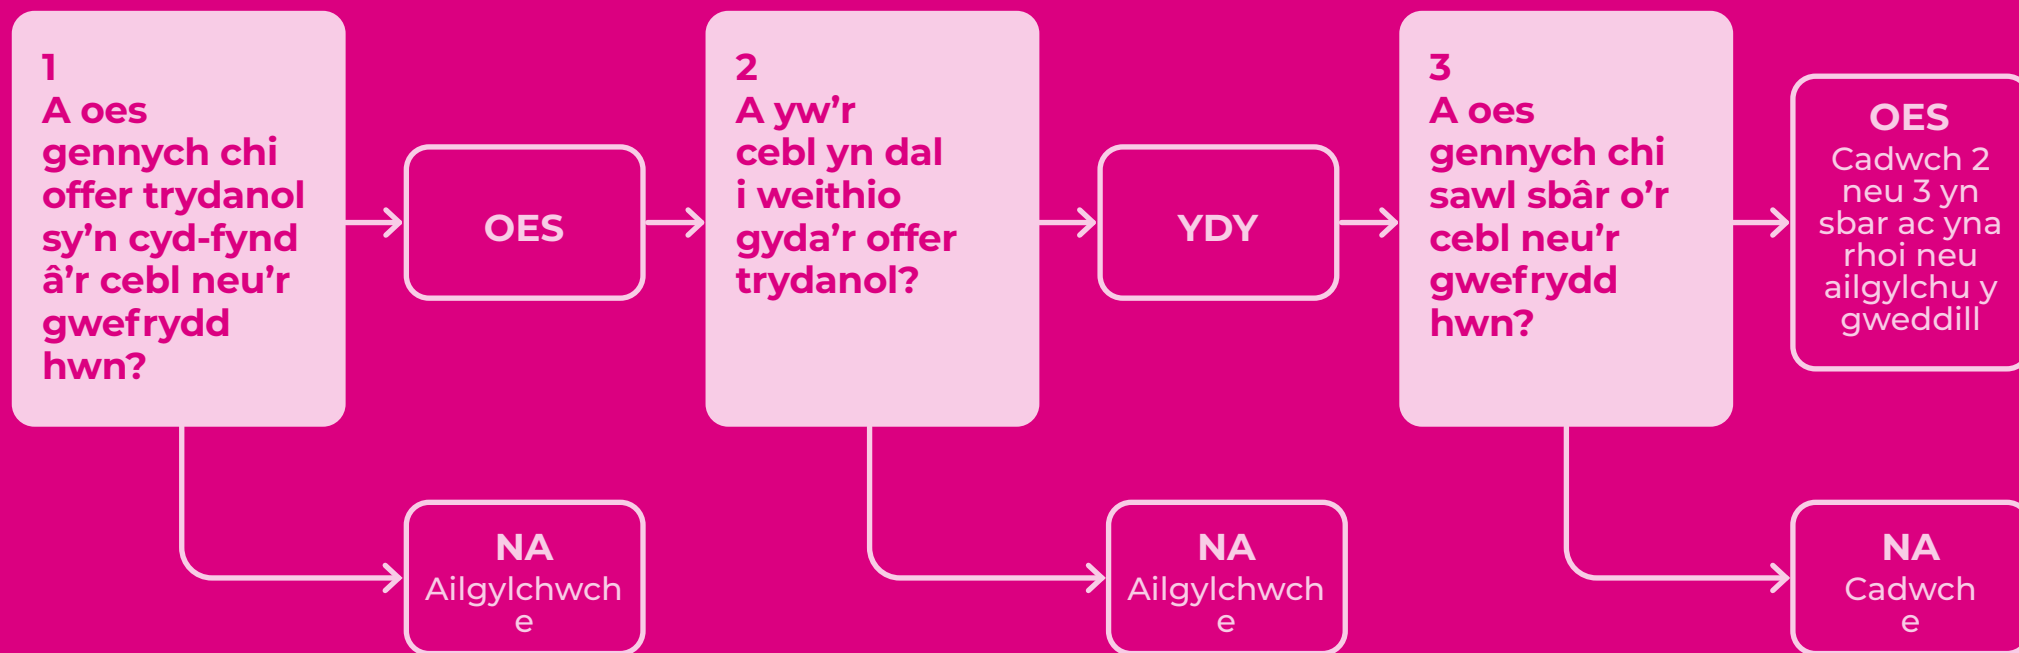 1
A oes
gennych chi
offer trydanol
sy’n cyd-fynd
â’r cebl neu’r
gwefrydd
hwn?
OES
NA
Ailgylchwch
e
2
A yw’r
cebl yn dal
i weithio
gyda’r offer
trydanol?
YDY
NA
Ailgylchwch
e
3
A oes
gennych chi
sawl sbâr o’r
cebl neu’r
gwefrydd
hwn?
OES
Cadwch 2
neu 3 yn
sbar ac yna
rhoi neu
ailgylchu y
gweddill
NA
Cadwch
e